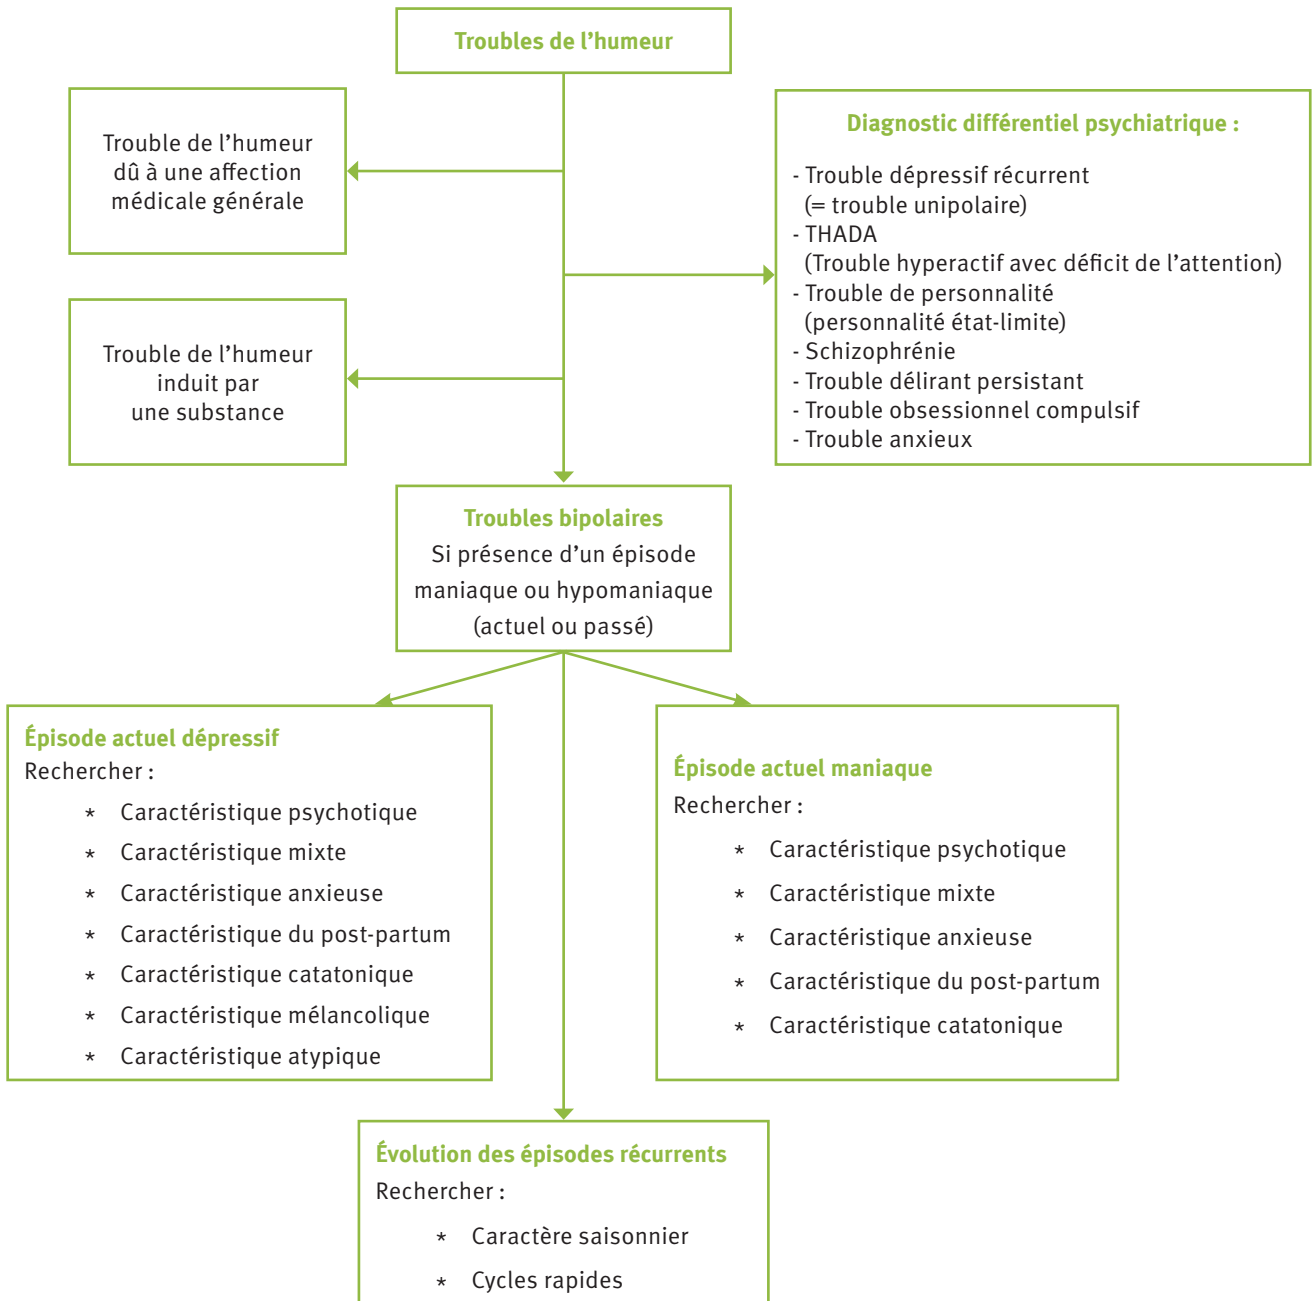 Troubles de l’humeur
Trouble de l’humeur
dû à une affection
médicale générale
Diagnostic différentiel psychiatrique :
- Trouble dépressif récurrent
(= trouble unipolaire)
- THADA
(Trouble hyperactif avec déficit de l’attention)
- Trouble de personnalité
(personnalité état-limite)
- Schizophrénie
- Trouble délirant persistant
- Trouble obsessionnel compulsif
- Trouble anxieux
Trouble de l’humeur
induit par
une substance
Troubles bipolaires
Si présence d’un épisode
maniaque ou hypomaniaque
(actuel ou passé)
Épisode actuel dépressif
Rechercher :
* Caractéristique psychotique
* Caractéristique mixte
* Caractéristique anxieuse
* Caractéristique du post-partum
* Caractéristique catatonique
* Caractéristique mélancolique
* Caractéristique atypique
Épisode actuel maniaque
Rechercher :
* Caractéristique psychotique
* Caractéristique mixte
* Caractéristique anxieuse
* Caractéristique du post-partum
* Caractéristique catatonique
Évolution des épisodes récurrents
Rechercher :
* Caractère saisonnier
* Cycles rapides